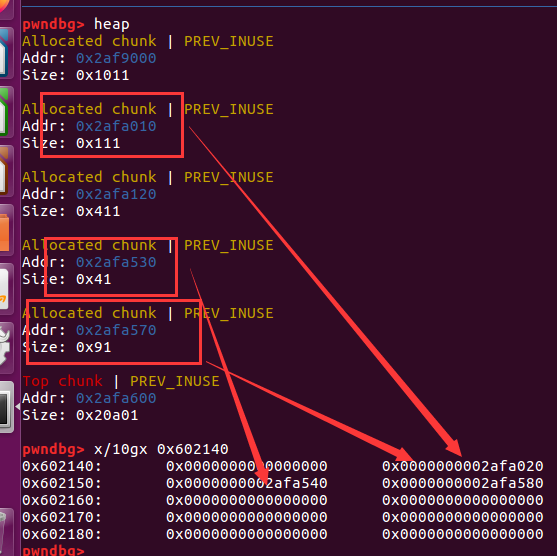 pwndbg> heap
Allocated chunk | PREV_INUSE
Addr: 0x2af9000
Size: 0x1011
Allocated chunk | PREV_INUSE
Addr: 0x2afa010
Size: 0x111
Allocated chunk | PREV_INUSE
Addr: 0x2afa120
Size: 0x411
Allocated chunk | PREV_INUSE
Addr: 0x2afa530
Size: 0x41
Allocated chunk | PREV_INUSE
Addr: 0x2afa570
Size: 0x91
Top chunk | PREV_INUSE
Addr: 0x2afa600
Size: 0x20a01
pwndbg> x/10gx 0x602140
0x602140: 0x0000000000000000 0x0000000002afa020
0x602150: 0x0000000002afa540 0x0000000002afa580
0x602160: 0x0000000000000000 0x0000000000000000
0x602170: 0x0000000000000000 0x0000000000000000
0x602180: 0x0000000000000000 0x0000000000000000
pwndbg>